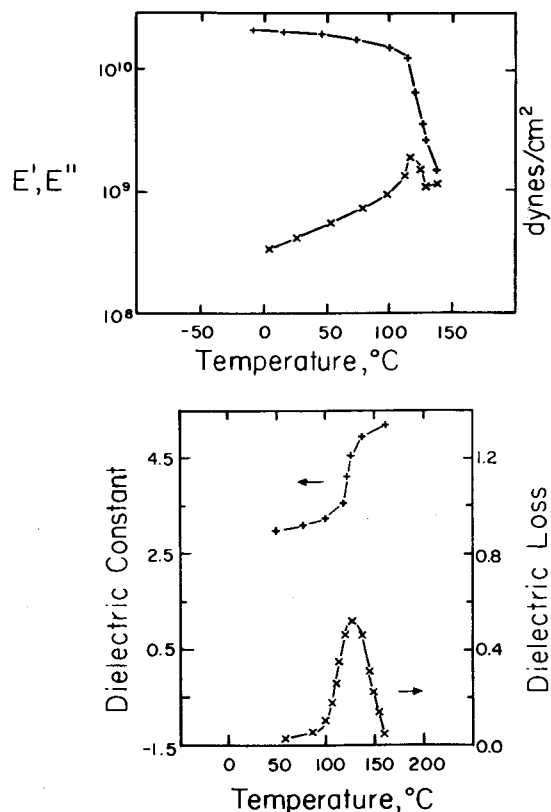 10¹⁰
E',E"
10⁹
10⁸
dynes/cm²
-50 0 50 100 150
Temperature,°C
4.5
2.5
0.5
-1.5
Dielectric Constant
1.2
0.8
0.4
0.0
Dielectric Loss
0 50 100 150 200
Temperature,°C